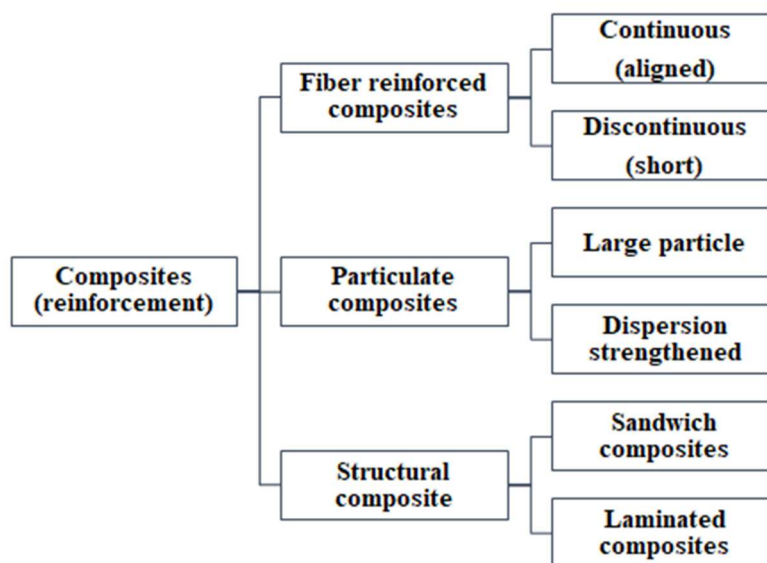 Composites
(reinforcement)
Fiber reinforced
composites
Continuous
(aligned)
Discontinuous
(short)
Particulate
composites
Large particle
Dispersion
strengthened
Structural
composite
Sandwich
composites
Laminated
composites